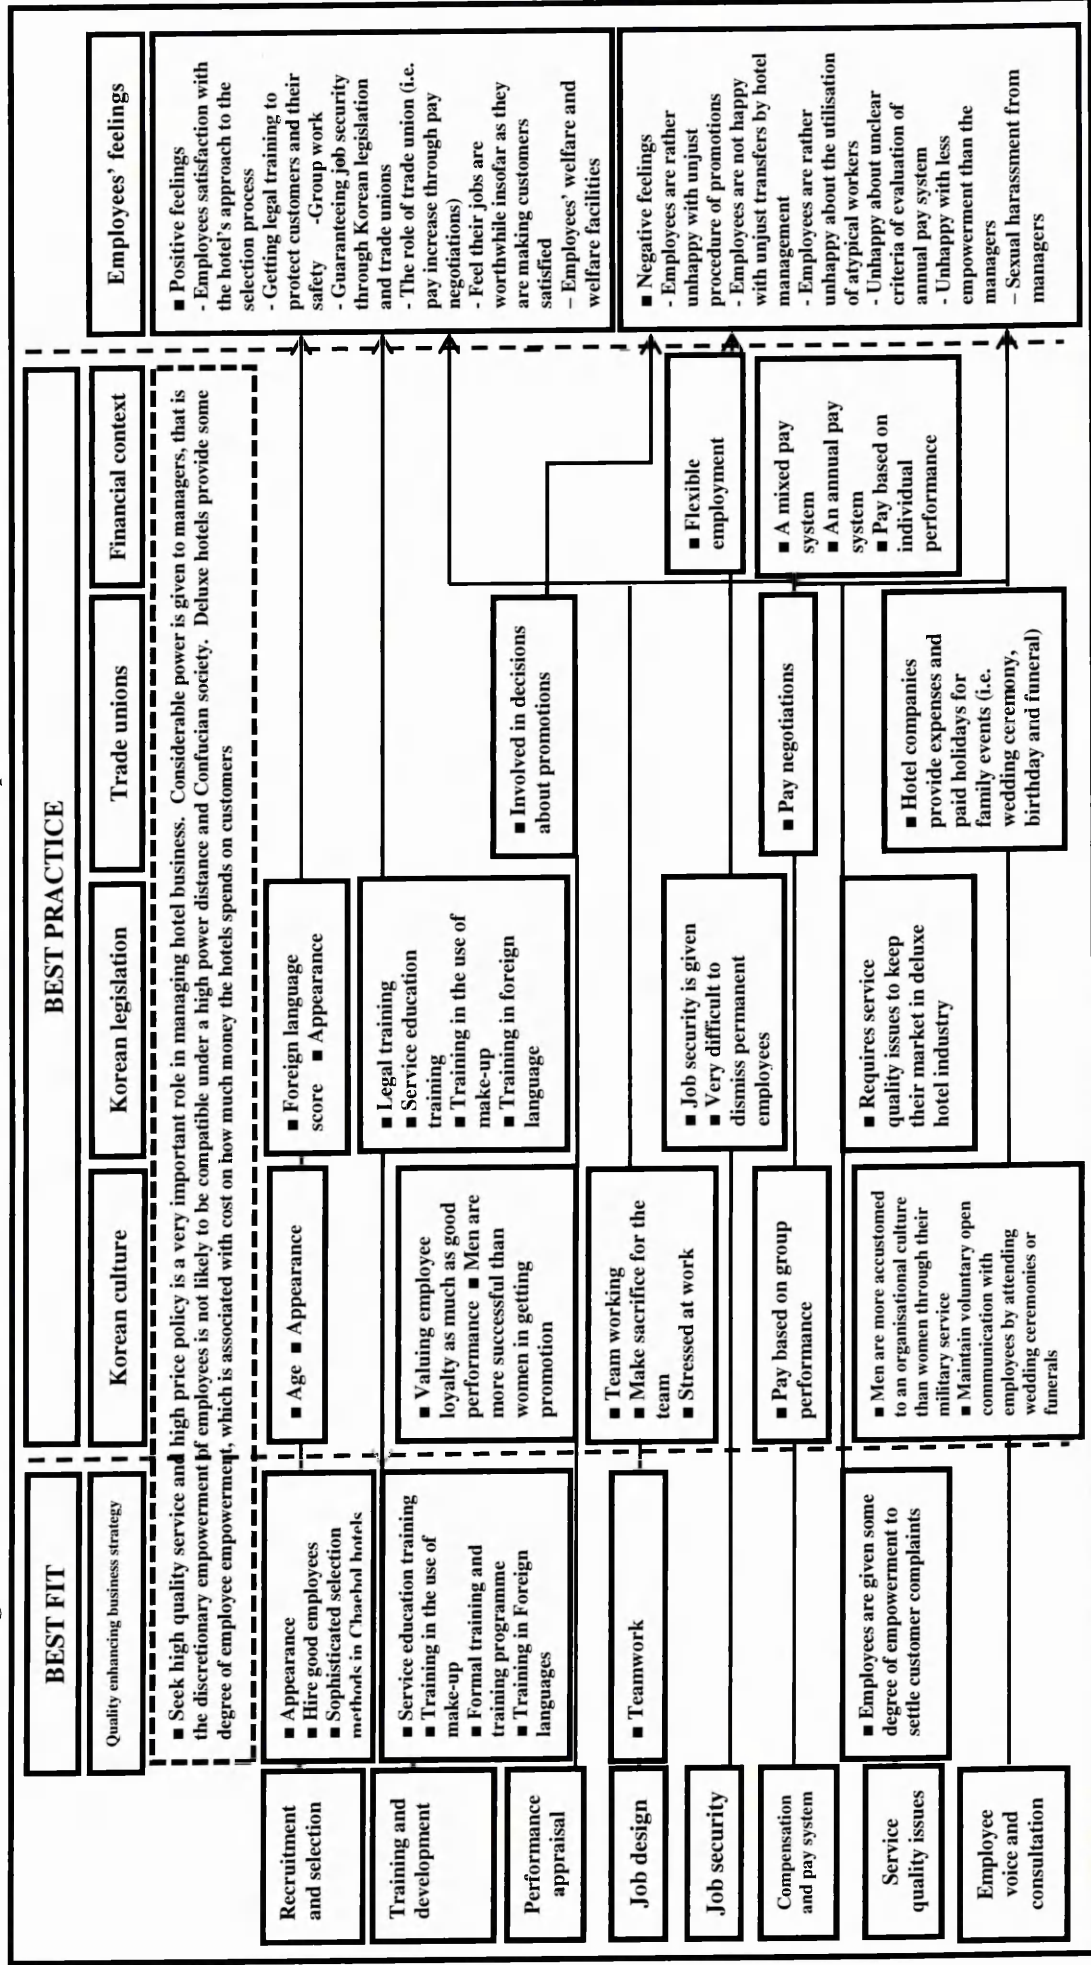 BEST FIT
BEST PRACTICE
Quality enhancing business strategy
Korean culture
Korean legislation
Trade unions
Financial context
Employees' feelings
■ Seek high quality service and high price policy is a very important role in managing hotel business. Considerable power is given to managers, that is
the discretionary empowerment of employees is not likely to be compatible under a high power distance and Confucian society. Deluxe hotels provide some
degree of employee empowerment, which is associated with cost on how much money the hotels spends on customers
Recruitment
and selection
■ Appearance
■ Hire good employees
■ Sophisticated selection
methods in Chaebol hotels
■ Age ■ Appearance
■ Foreign language
score ■ Appearance
Training and
development
■ Service education training
■ Training in the use of
make-up
■ Formal training and
training programme
■ Training in Foreign
languages
■ Legal training
■ Service education
training
■ Training in the use of
make-up
■ Training in foreign
language
Performance
appraisal
■ Valuing employee
loyalty as much as good
performance ■ Men are
more successful than
women in getting
promotion
■ Involved in decisions
about promotions
Job design
■ Teamwork
■ Team working
■ Make sacrifice for the
team
■ Stressed at work
Job security
■ Job security is given
■ Very difficult to
dismiss permanent
employees
■ Flexible
employment
Compensation
and pay system
■ Pay based on group
performance
■ Pay negotiations
■ A mixed pay
system
■ An annual pay
system
■ Pay based on
individual
performance
Service
quality issues
■ Employees are given some
degree of empowerment to
settle customer complaints
■ Requires service
quality issues to keep
their market in deluxe
hotel industry
Employee
voice and
consultation
■ Men are more accustomed
to an organisational culture
than women through their
military service
■ Maintain voluntary open
communication with
employees by attending
wedding ceremonies or
funerals
■ Hotel companies
provide expenses and
paid holidays for
family events (i.e.
wedding ceremony,
birthday and funeral)
■ Positive feelings
- Employees satisfaction with
the hotel's approach to the
selection process
- Getting legal training to
protect customers and their
safety -Group work
- Guaranteeing job security
through Korean legislation
and trade unions
- The role of trade union (i.e.
pay increase through pay
negotiations)
- Feel their jobs are
worthwhile insofar as they
are making customers
satisfied
– Employees' welfare and
welfare facilities
■ Negative feelings
- Employees are rather
unhappy with unjust
procedure of promotions
- Employees are not happy
with unjust transfers by hotel
management
- Employees are rather
unhappy about the utilisation
of atypical workers
- Unhappy about unclear
criteria of evaluation of
annual pay system
- Unhappy with less
empowerment than the
managers
– Sexual harassment from
managers